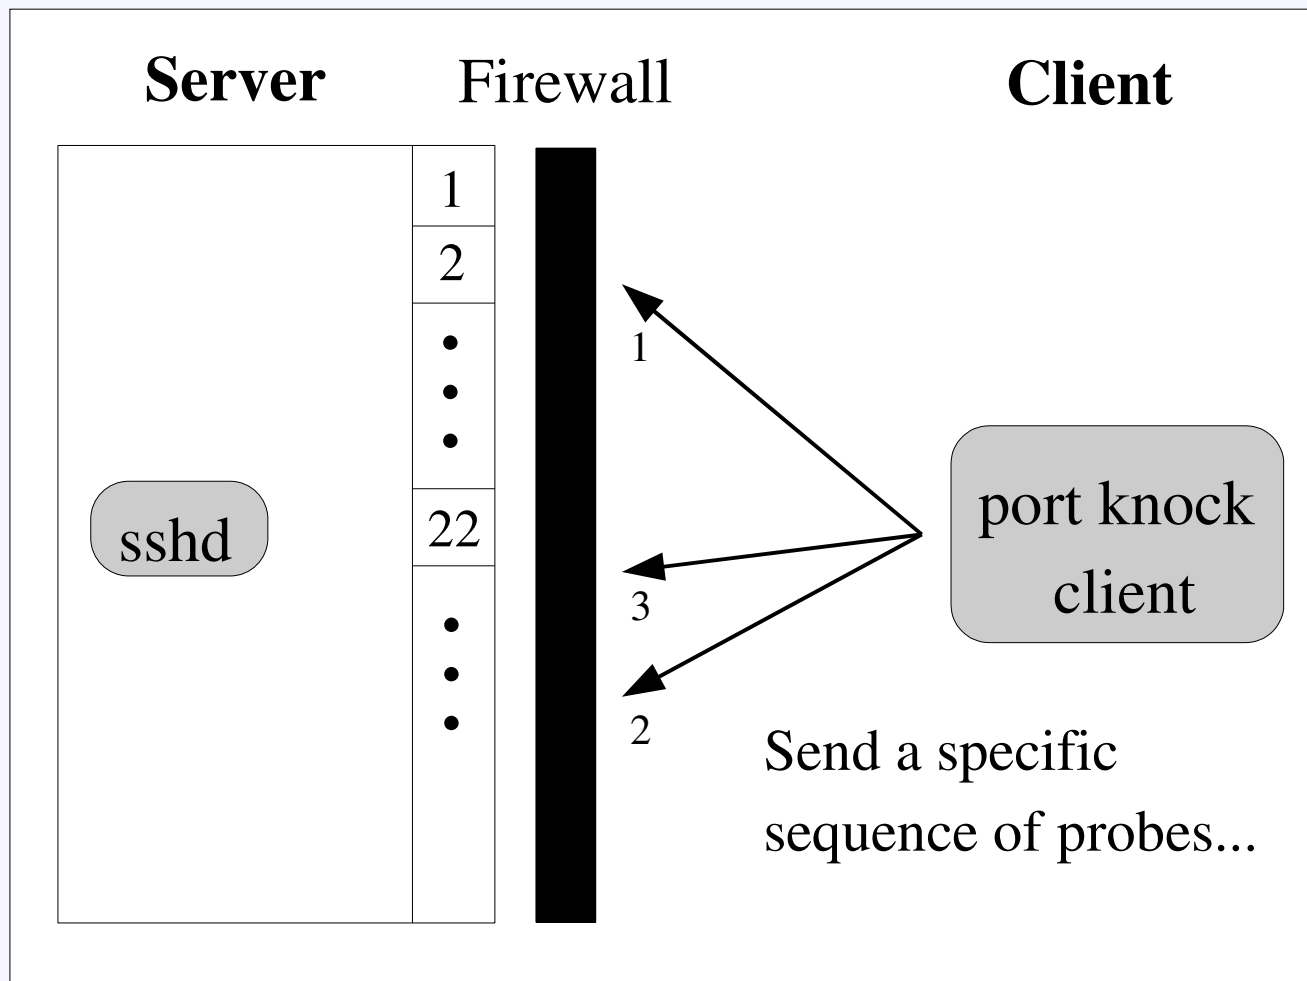 Server
Firewall
Client
1
2
22
sshd
1
3
2
port knock
client
Send a specific
sequence of probes...